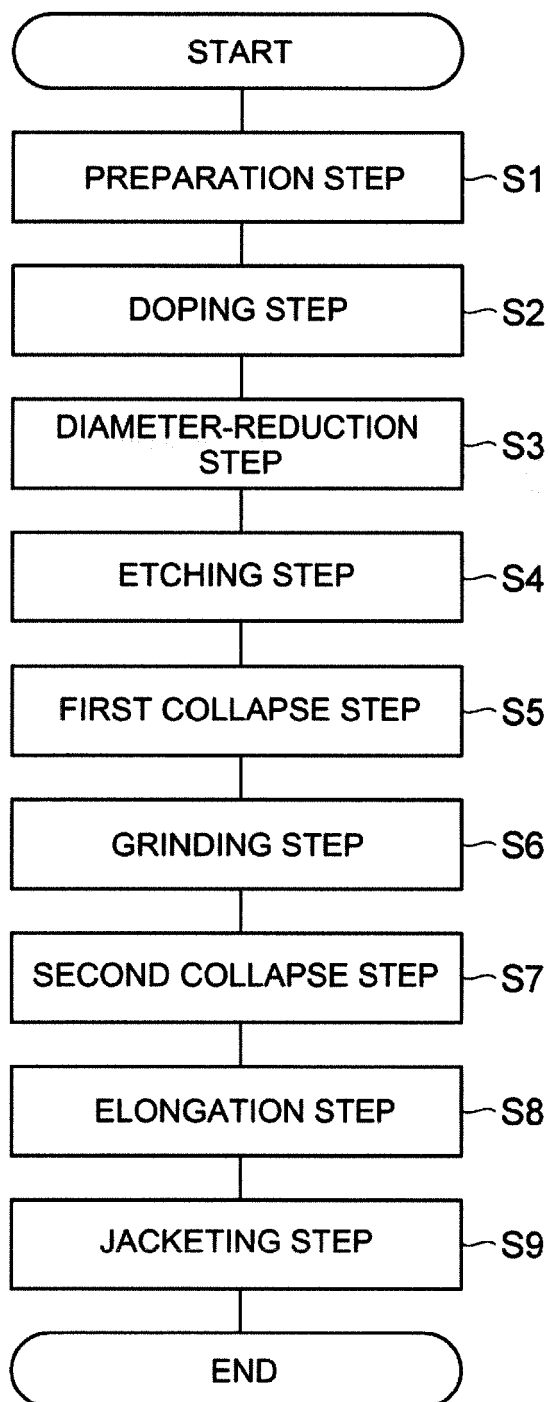 START
PREPARATION STEP S1
DOPING STEP S2
DIAMETER-REDUCTION
STEP S3
ETCHING STEP S4
FIRST COLLAPSE STEP S5
GRINDING STEP S6
SECOND COLLAPSE STEP S7
ELONGATION STEP S8
JACKETING STEP S9
END